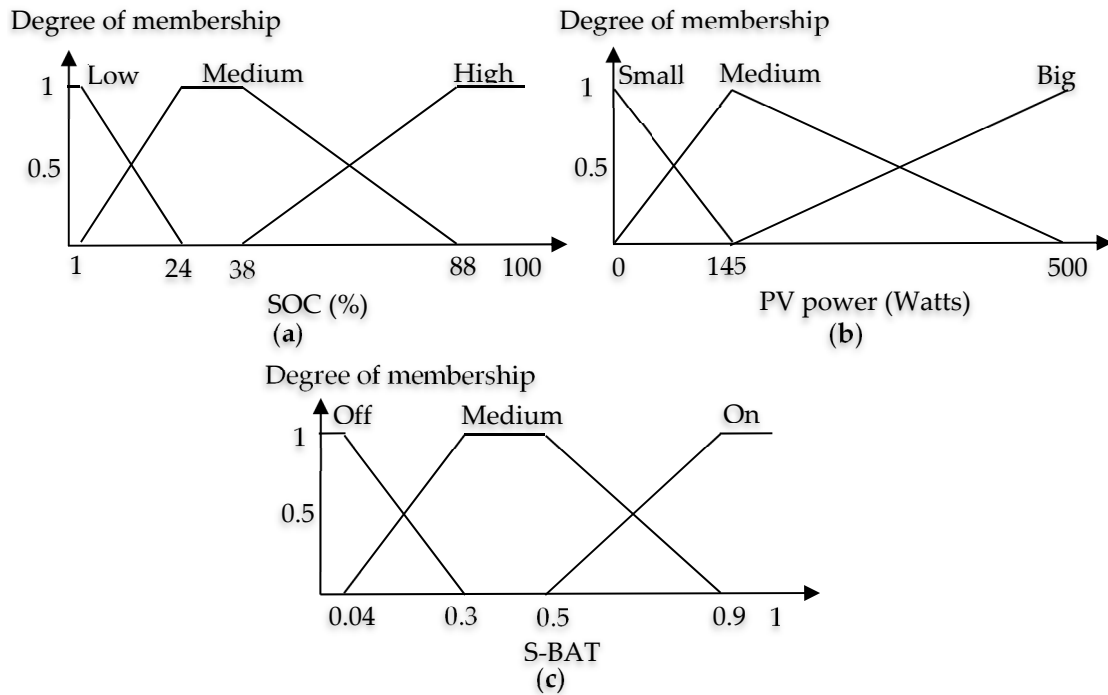 Degree of membership
Low Medium High
1
0.5
1 24 38 88 100
SOC (%)
(a)
Degree of membership
Small Medium Big
1
0.5
0 145 500
PV power (Watts)
(b)
Degree of membership
Off Medium On
1
0.5
0.04 0.3 0.5 0.9 1
S-BAT
(c)